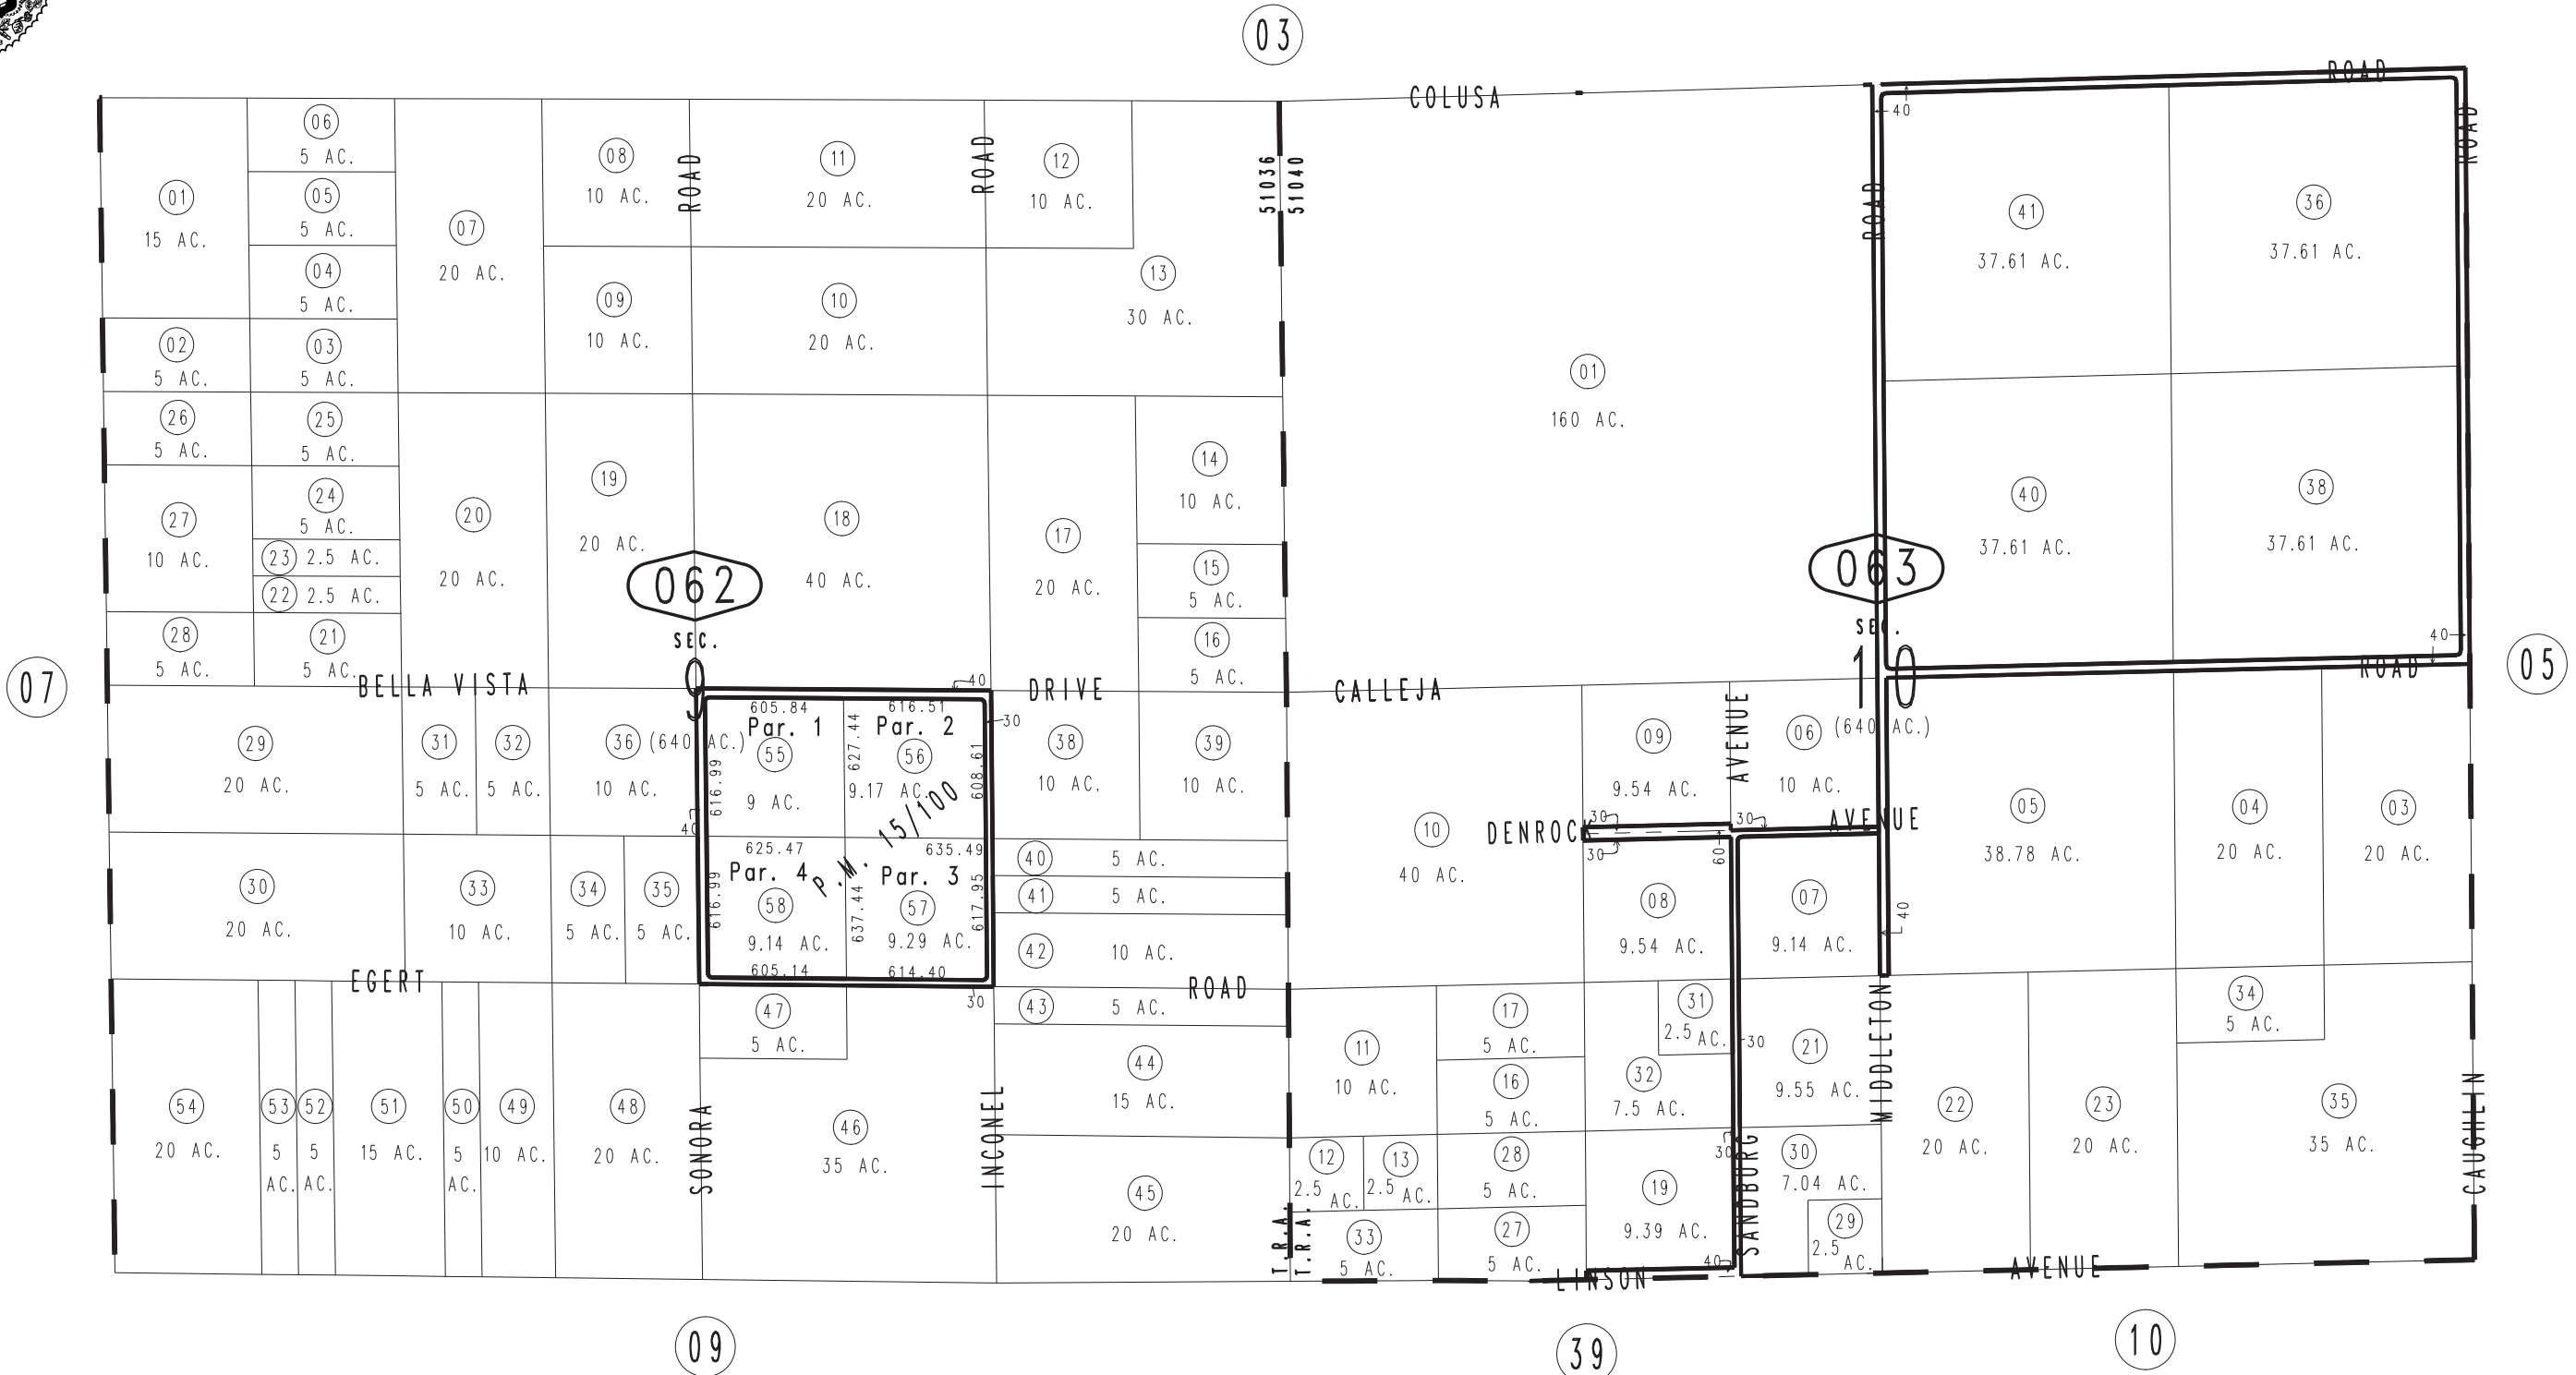 03
COLUSA
ROAD
ROAD
ROAD
ROAD
ROAD
51036
51040
40
06
5 AC.
01
15 AC.
05
5 AC.
04
5 AC.
02
5 AC.
03
5 AC.
07
20 AC.
08
10 AC.
09
10 AC.
11
20 AC.
10
20 AC.
12
10 AC.
13
30 AC.
26
5 AC.
25
5 AC.
27
10 AC.
24
5 AC.
23 2.5 AC.
22 2.5 AC.
28
5 AC.
21
5 AC.
20
20 AC.
19
20 AC.
18
40 AC.
17
20 AC.
14
10 AC.
15
5 AC.
16
5 AC.
062
SEC.
9
(640 AC.)
01
160 AC.
41
37.61 AC.
36
37.61 AC.
40
37.61 AC.
38
37.61 AC.
063
SEC.
10
(640 AC.)
40
07
05
BELLA VISTA
DRIVE
CALLEJA
ROAD
40
30
29
20 AC.
31
5 AC.
32
5 AC.
36
10 AC.
605.84
616.51
Par. 1
Par. 2
55
9 AC.
56
9.17 AC.
616.99
627.44
608.61
P.M. 15/100
40
625.47
635.49
Par. 4
Par. 3
58
9.14 AC.
57
9.29 AC.
616.99
637.44
617.95
605.14
614.40
30
38
10 AC.
39
10 AC.
40 5 AC.
41 5 AC.
42 10 AC.
43 5 AC.
30
20 AC.
33
10 AC.
34
5 AC.
35
5 AC.
EGERT
ROAD
09
9.54 AC.
AVENUE
06
10 AC.
10
40 AC.
DENROCK
AVENUE
30
30
30
60
08
9.54 AC.
07
9.14 AC.
40
05
38.78 AC.
04
20 AC.
03
20 AC.
54
20 AC.
53
5
AC.
52
5
AC.
51
15 AC.
50
5
AC.
49
10 AC.
48
20 AC.
47
5 AC.
46
35 AC.
44
15 AC.
45
20 AC.
SONORA
INCONEL
T.R.A.
T.R.A.
11
10 AC.
17
5 AC.
16
5 AC.
31
2.5 AC.
32
7.5 AC.
30
21
9.55 AC.
MIDDLETON
34
5 AC.
22
20 AC.
23
20 AC.
35
35 AC.
CAUGHLIN
12
2.5 AC.
13
2.5 AC.
28
5 AC.
33
5 AC.
27
5 AC.
19
9.39 AC.
30
40
SANDBURG
30
7.04 AC.
29
2.5 AC.
LINSON
AVENUE
09
39
10